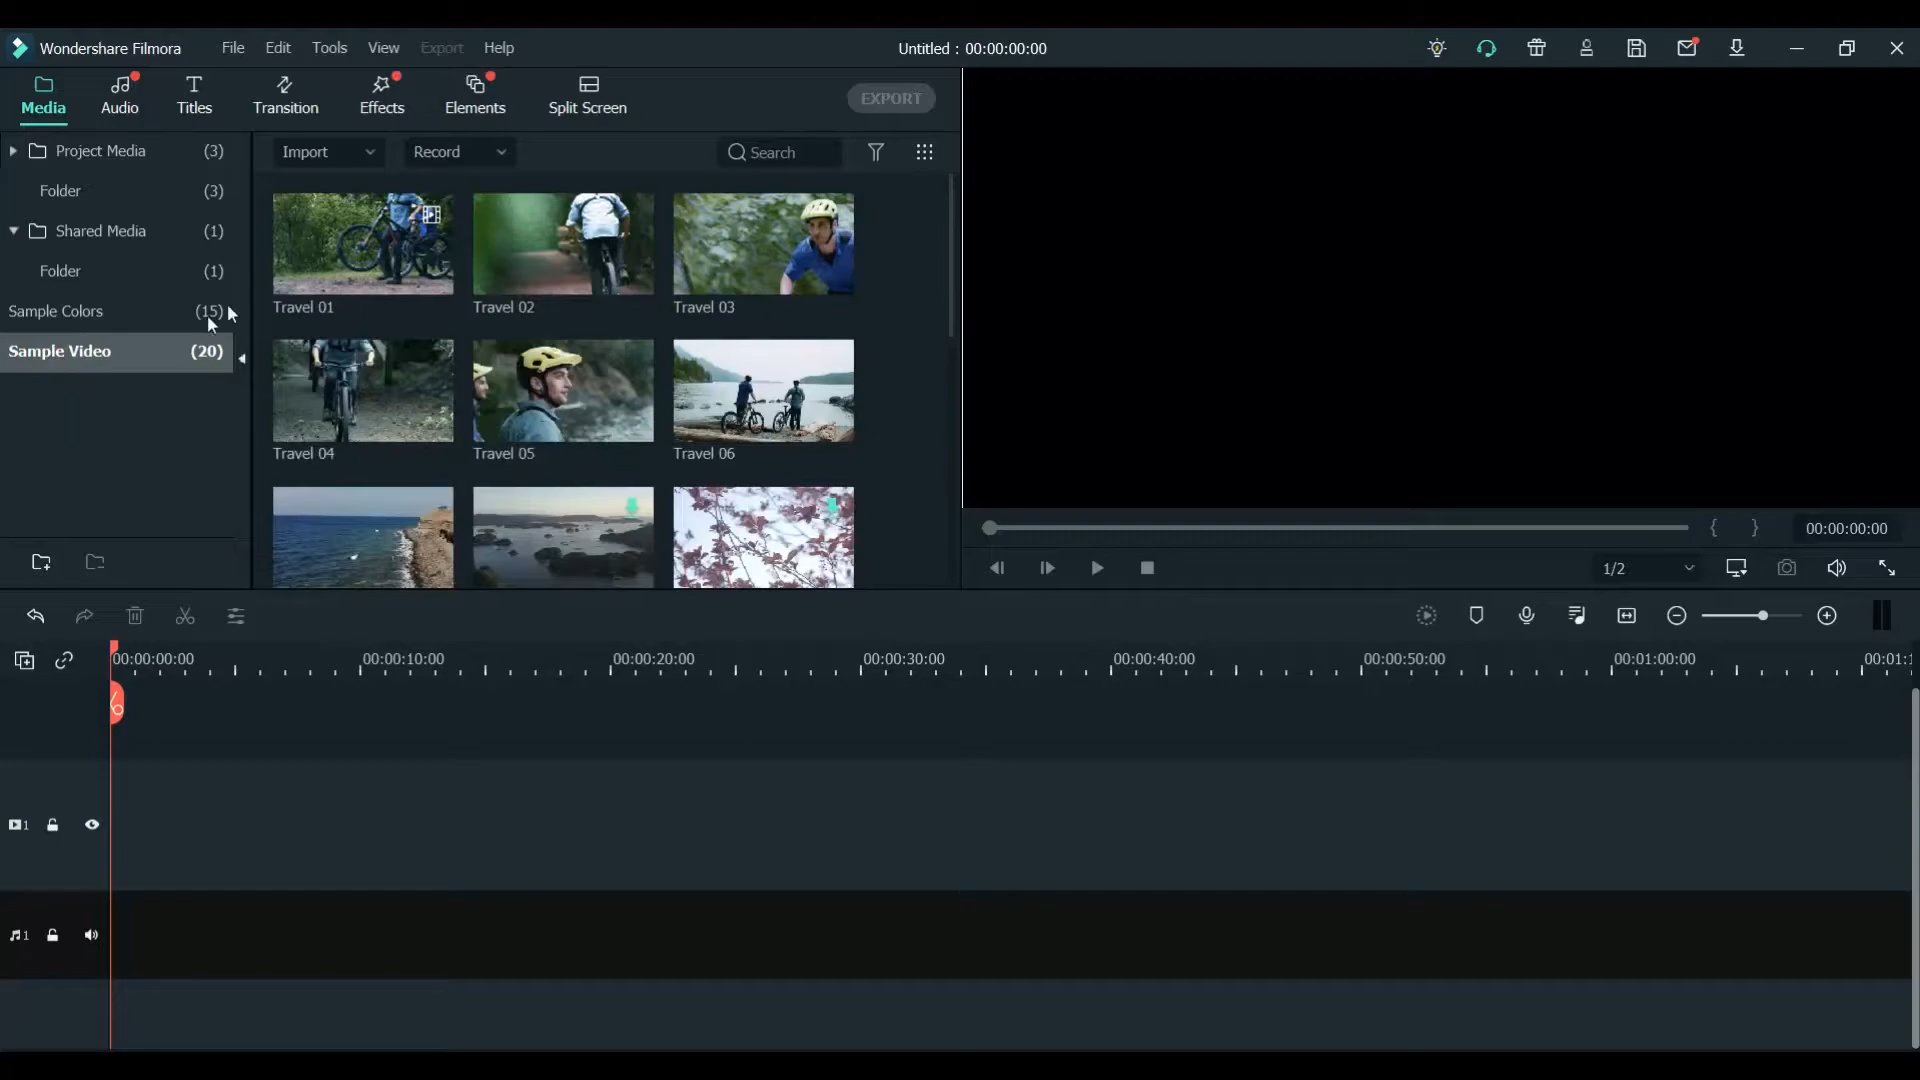 Wondershare Filmora File Edit Tools View Export Help Untitled : 00:00:00:00
Media Audio Titles Transition Effects Elements Split Screen EXPORT
Project Media (3)
Folder (3)
Shared Media (1)
Folder (1)
Sample Colors (15)
Sample Video (20)
Import Record Search
Travel 01 Travel 02 Travel 03
Travel 04 Travel 05 Travel 06
{ } 00:00:00:00
1/2
00:00:00:00 00:00:10:00 00:00:20:00 00:00:30:00 00:00:40:00 00:00:50:00 00:01:00:00 00:01:1
1
1